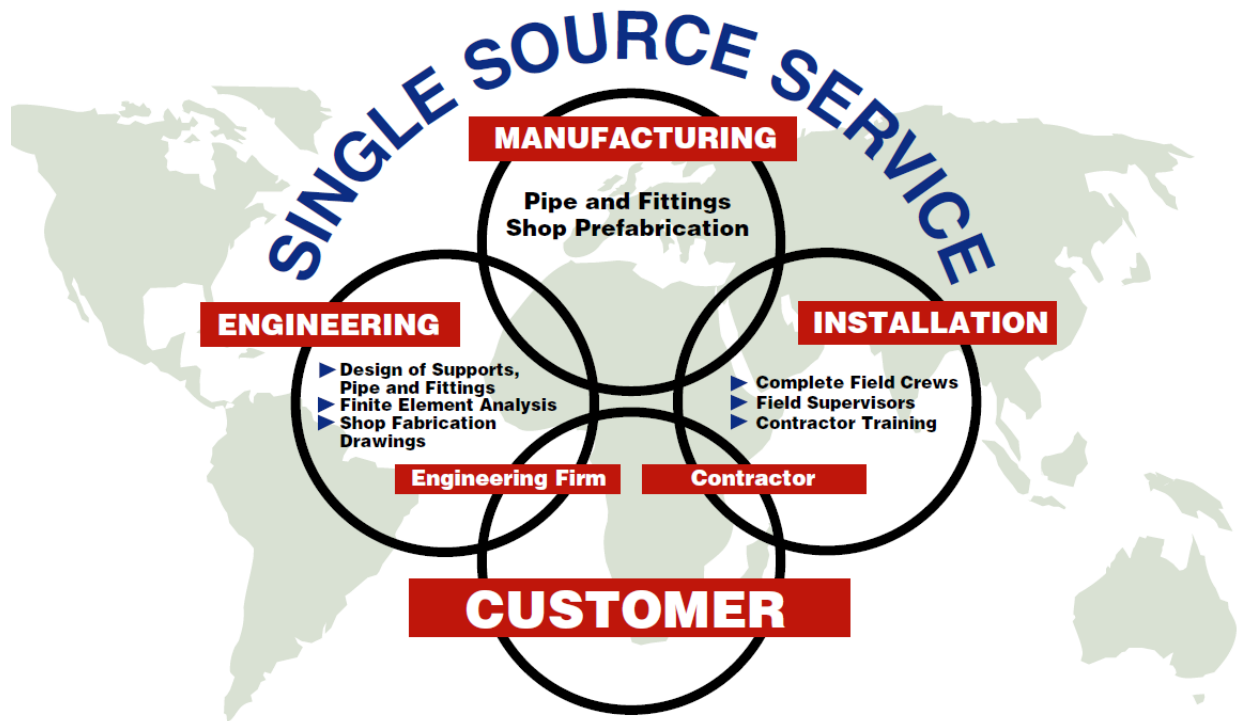 SINGLE SOURCE SERVICE
MANUFACTURING
Pipe and Fittings
Shop Prefabrication
ENGINEERING
Design of Supports,
Pipe and Fittings
Finite Element Analysis
Shop Fabrication
Drawings
INSTALLATION
Complete Field Crews
Field Supervisors
Contractor Training
Engineering Firm
Contractor
CUSTOMER